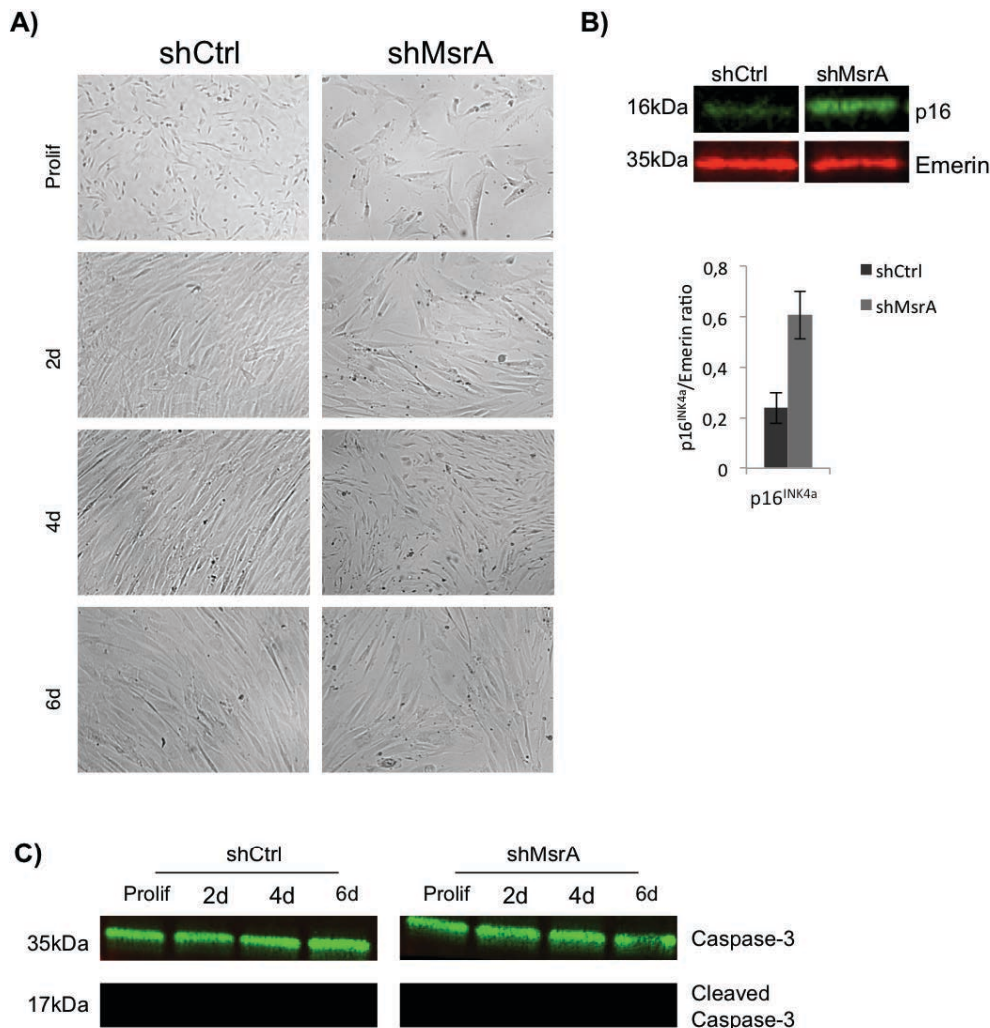 A)
shCtrl shMsrA
Prolif
2d
4d
6d
B)
shCtrl shMsrA
16kDa p16
35kDa Emerin
p16INK4a/Emerin ratio
0,8
0,6
0,4
0,2
0
p16INK4a
shCtrl
shMsrA
C)
shCtrl shMsrA
Prolif 2d 4d 6d Prolif 2d 4d 6d
35kDa Caspase-3
17kDa Cleaved
Caspase-3